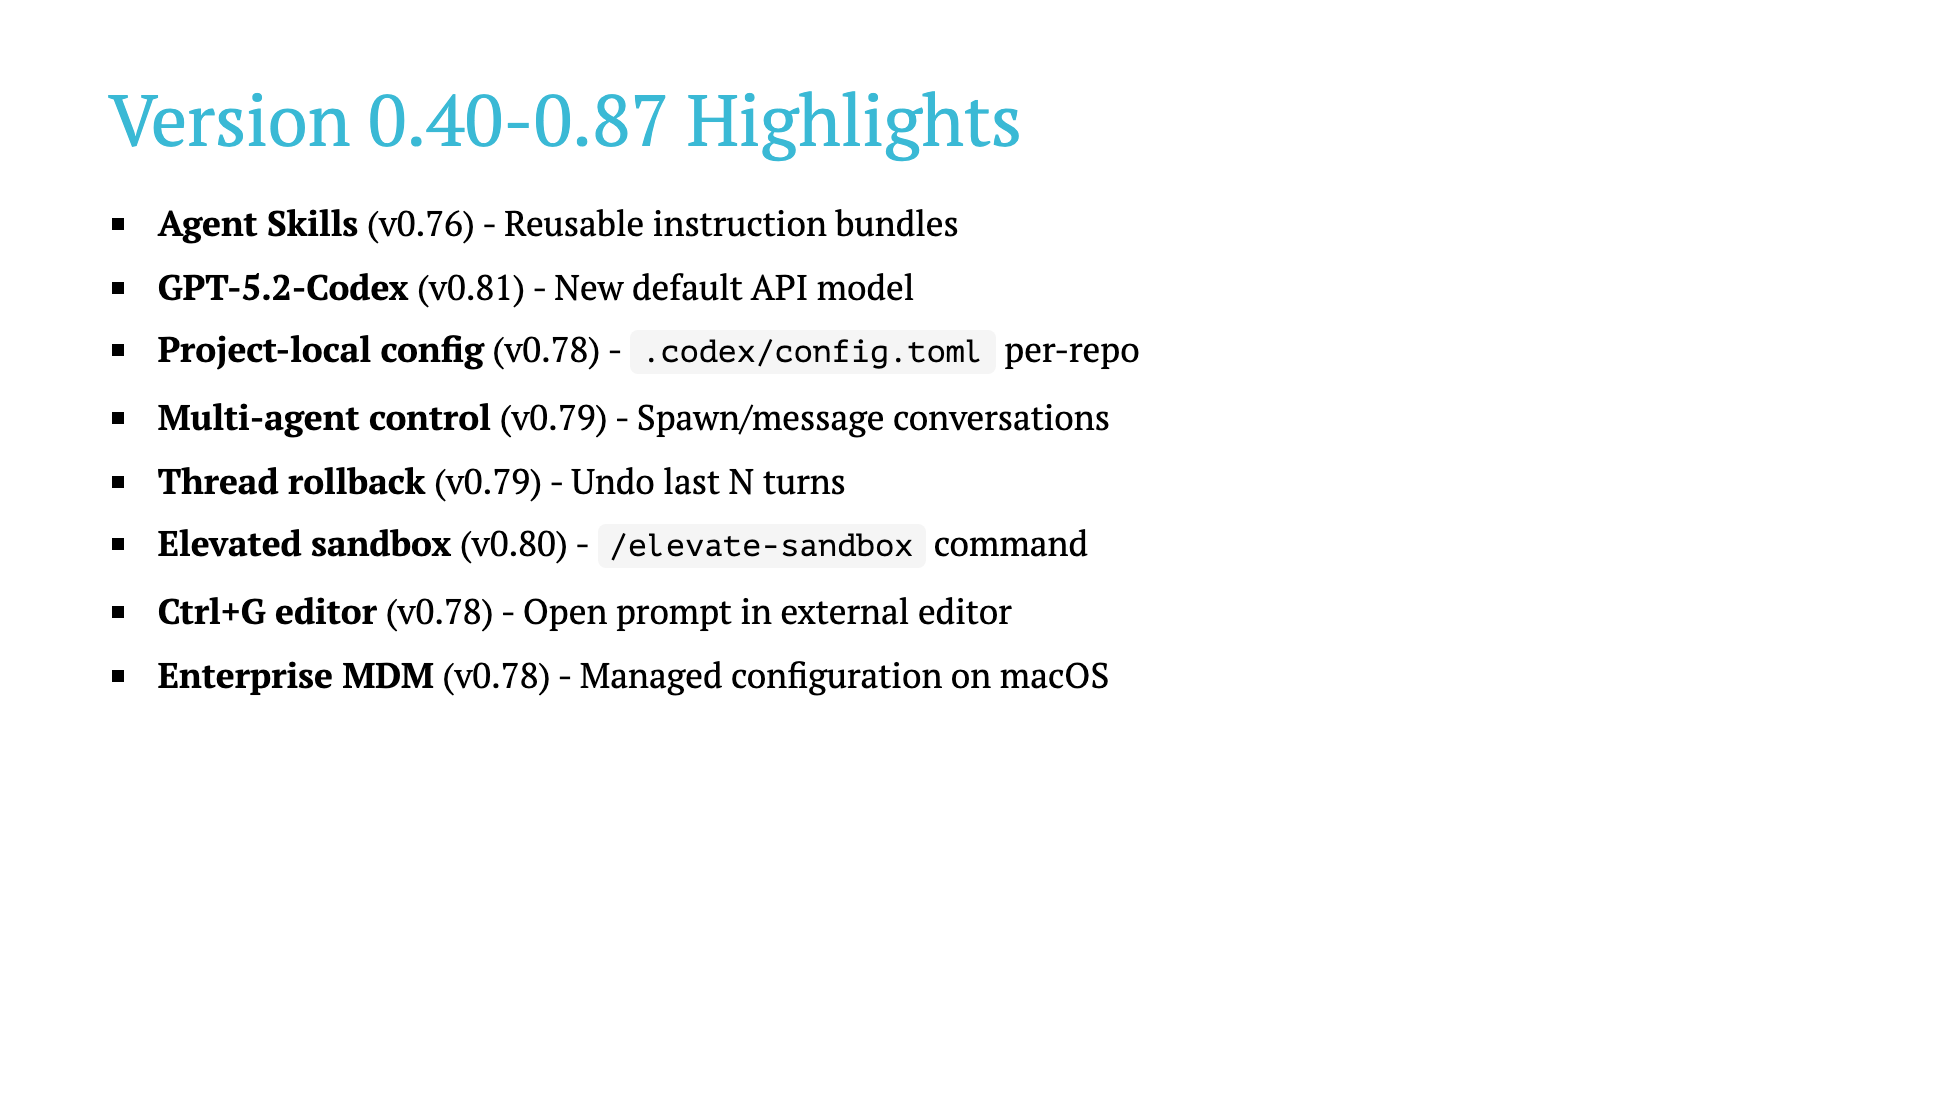 Version 0.40-0.87 Highlights
▪ Agent Skills (v0.76) - Reusable instruction bundles
▪ GPT-5.2-Codex (v0.81) - New default API model
▪ Project-local config (v0.78) - .codex/config.toml per-repo
▪ Multi-agent control (v0.79) - Spawn/message conversations
▪ Thread rollback (v0.79) - Undo last N turns
▪ Elevated sandbox (v0.80) - /elevate-sandbox command
▪ Ctrl+G editor (v0.78) - Open prompt in external editor
▪ Enterprise MDM (v0.78) - Managed configuration on macOS